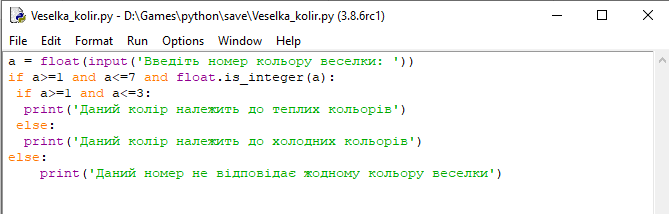 Veselka_kolir.py - D:\Games\python\save\Veselka_kolir.py (3.8.6rc1)
File Edit Format Run Options Window Help
a = float(input('Введіть номер кольору веселки: '))
if a>=1 and a<=7 and float.is_integer(a):
 if a>=1 and a<=3:
  print('Даний колір належить до теплих кольорів')
 else:
  print('Даний колір належить до холодних кольорів')
else:
    print('Даний номер не відповідає жодному кольору веселки')